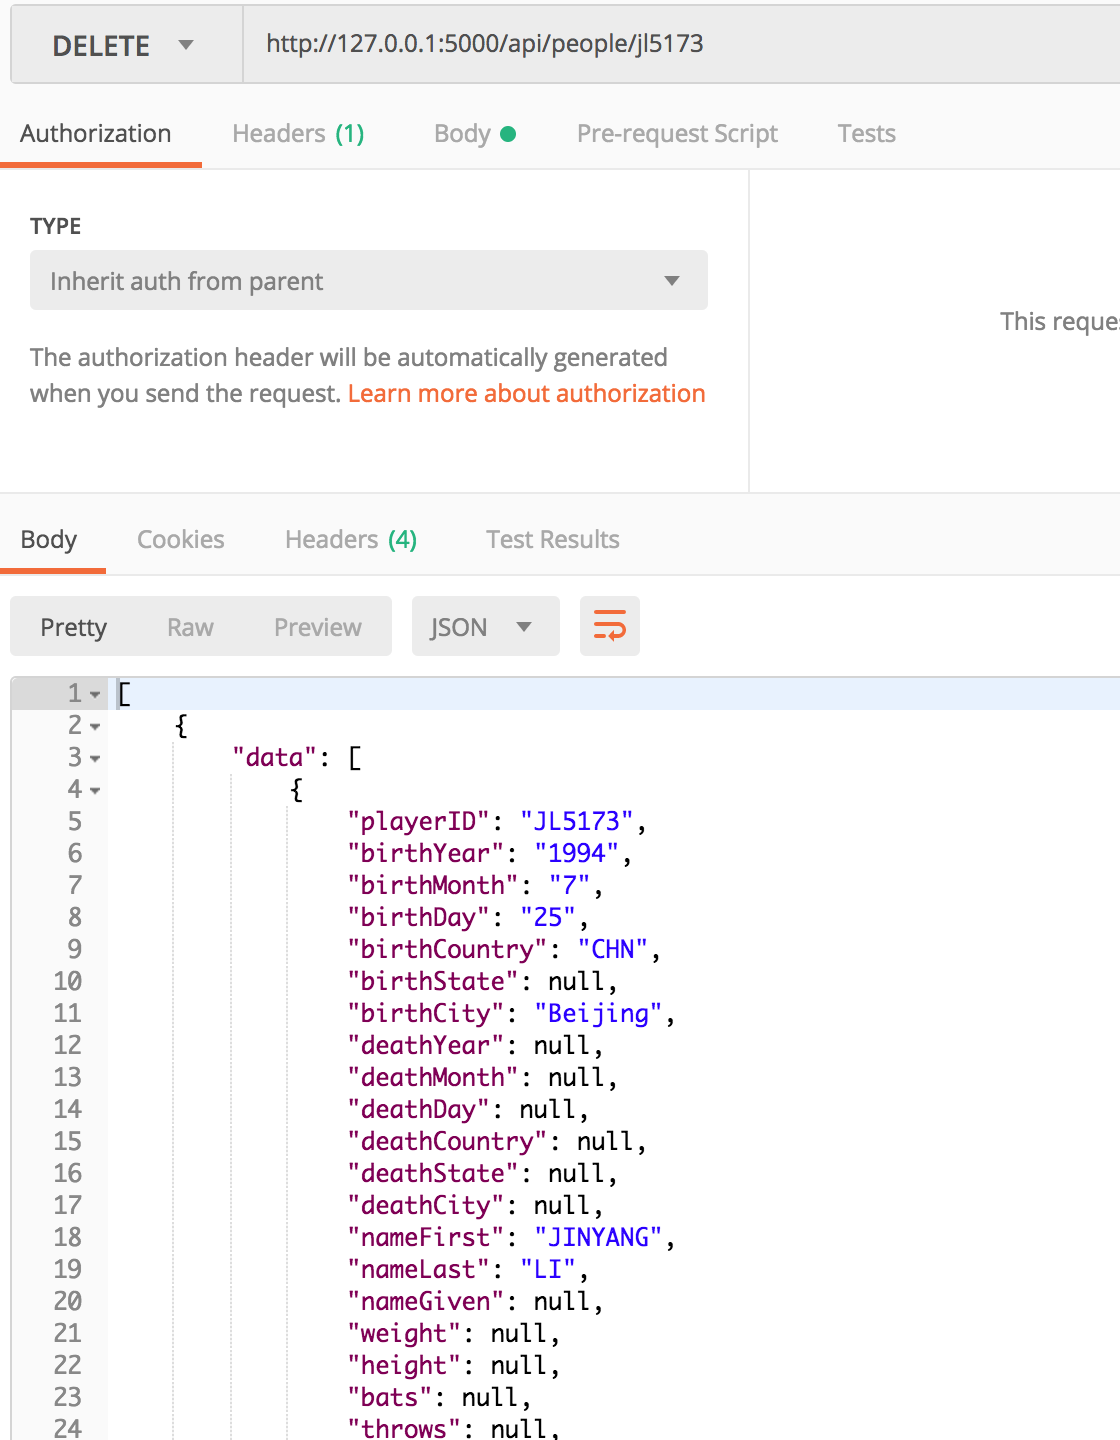 DELETE http://127.0.0.1:5000/api/people/jl5173
Authorization Headers (1) Body Pre-request Script Tests
TYPE
Inherit auth from parent
This reques
The authorization header will be automatically generated
when you send the request. Learn more about authorization
Body Cookies Headers (4) Test Results
Pretty Raw Preview JSON
1 [
2 {
3 "data": [
4 {
5 "playerID": "JL5173",
6 "birthYear": "1994",
7 "birthMonth": "7",
8 "birthDay": "25",
9 "birthCountry": "CHN",
10 "birthState": null,
11 "birthCity": "Beijing",
12 "deathYear": null,
13 "deathMonth": null,
14 "deathDay": null,
15 "deathCountry": null,
16 "deathState": null,
17 "deathCity": null,
18 "nameFirst": "JINYANG",
19 "nameLast": "LI",
20 "nameGiven": null,
21 "weight": null,
22 "height": null,
23 "bats": null,
24 "throws": null,